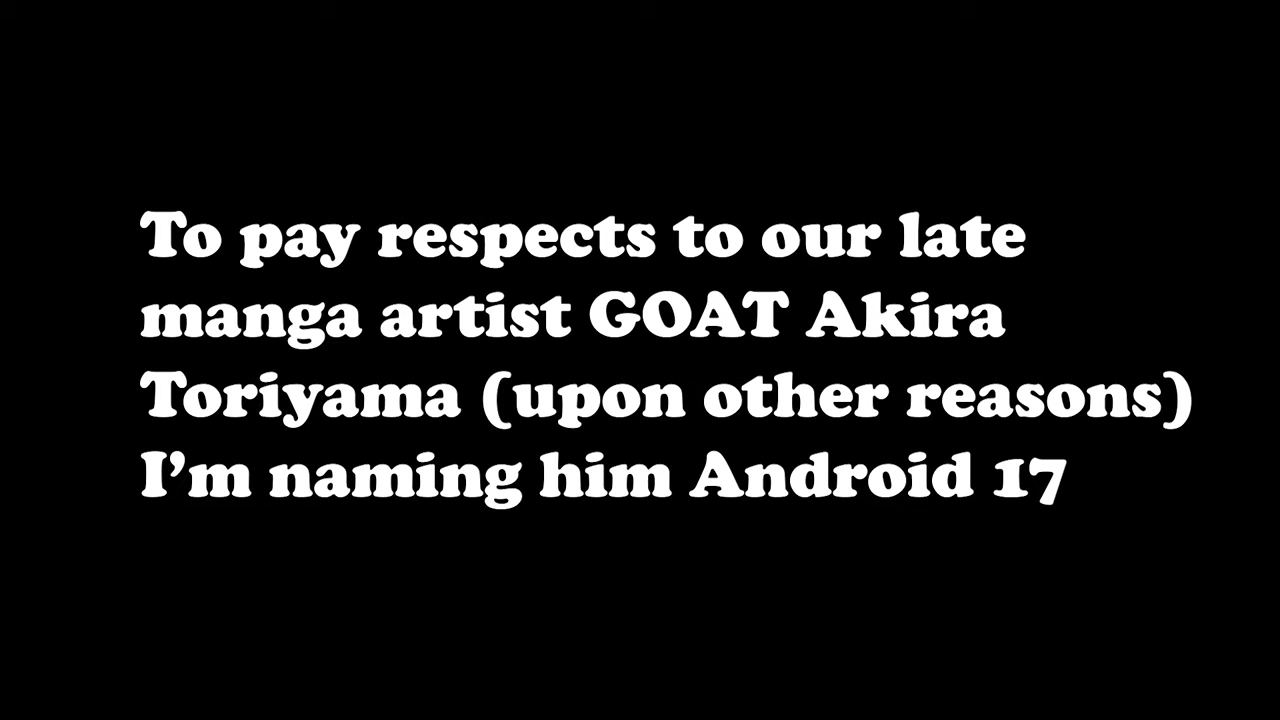 To pay respects to our late
manga artist GOAT Akira
Toriyama (upon other reasons)
I’m naming him Android 17